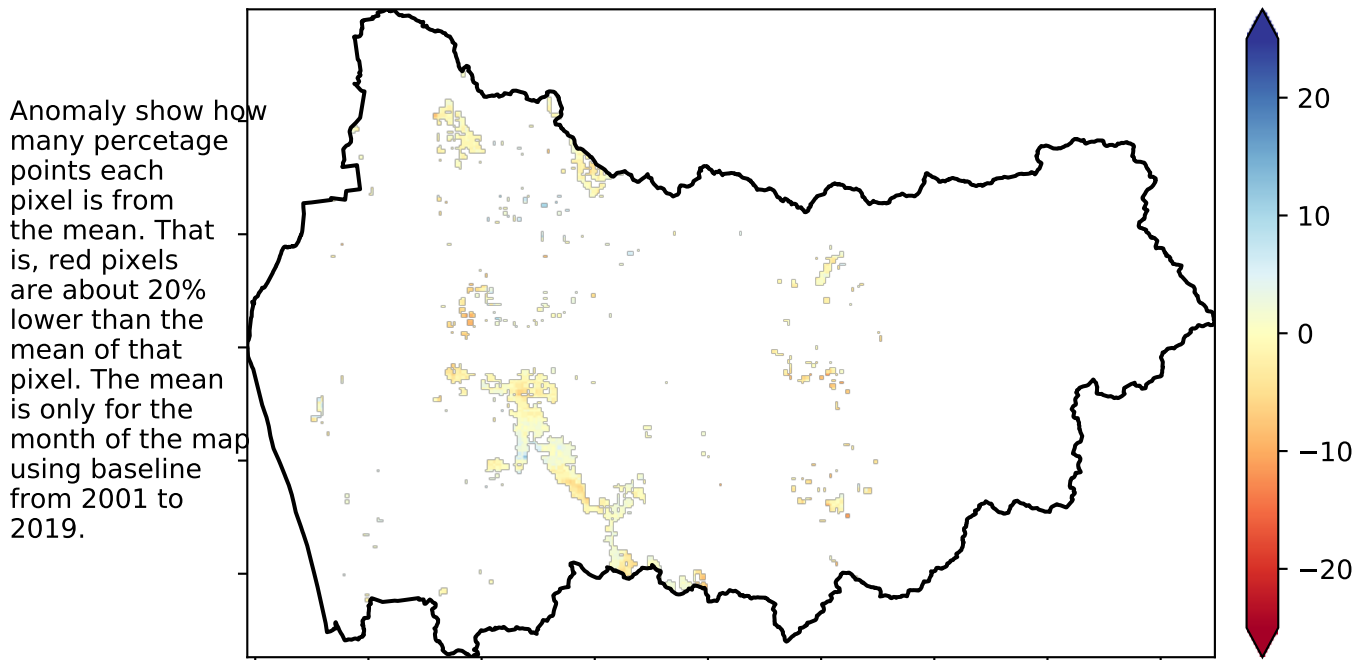 Anomaly show how
many percetage
points each
pixel is from
the mean. That
is, red pixels
are about 20%
lower than the
mean of that
pixel. The mean
is only for the
month of the map
using baseline
from 2001 to
2019.
20
10
0
−10
−20